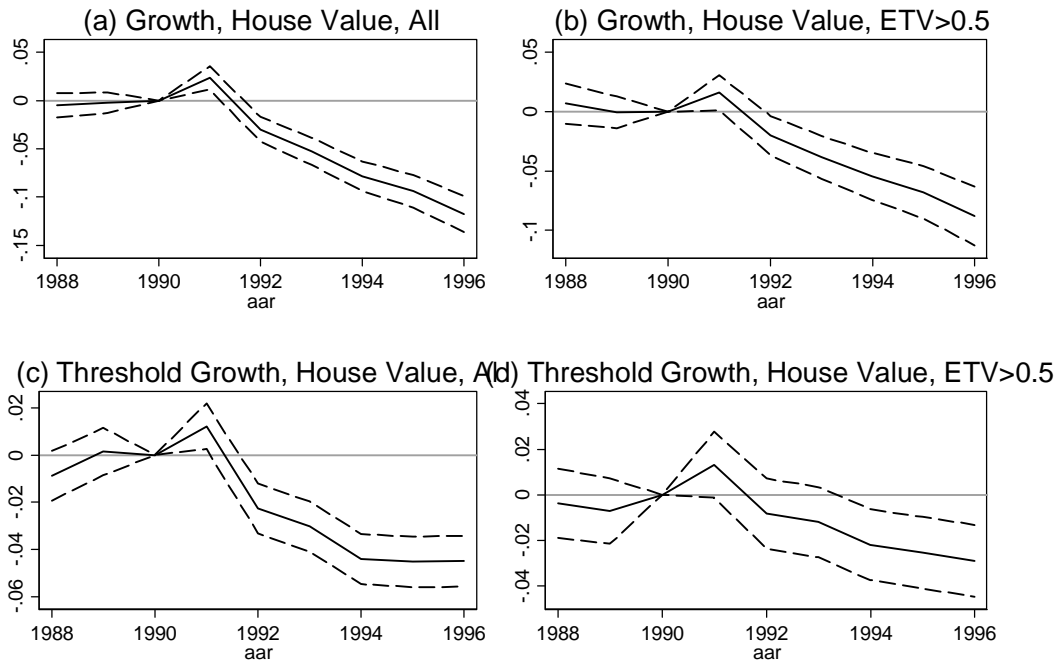 (a) Growth, House Value, All
.05
0
-.05
-.1
-.15
1988 1990 1992 1994 1996
aar
(b) Growth, House Value, ETV>0.5
.05
0
-.05
-.1
1988 1990 1992 1994 1996
aar
(c) Threshold Growth, House Value, All
.02
0
-.02
-.04
-.06
1988 1990 1992 1994 1996
aar
(d) Threshold Growth, House Value, ETV>0.5
.04
.02
0
-.02
-.04
1988 1990 1992 1994 1996
aar